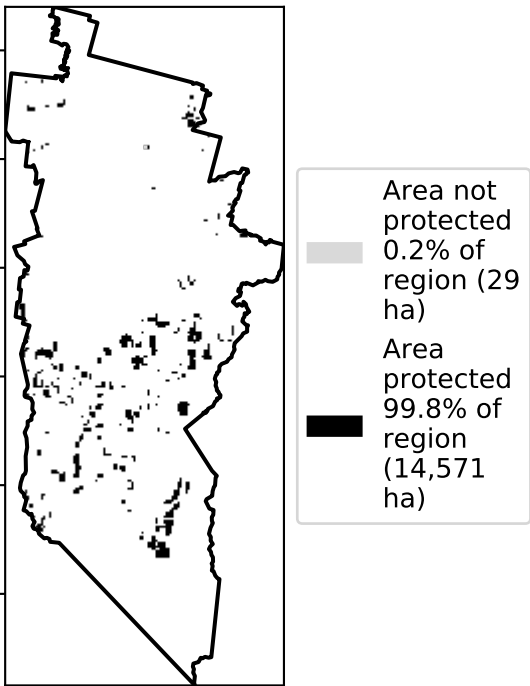 Area not
protected
0.2% of
region (29
ha)
Area
protected
99.8% of
region
(14,571
ha)